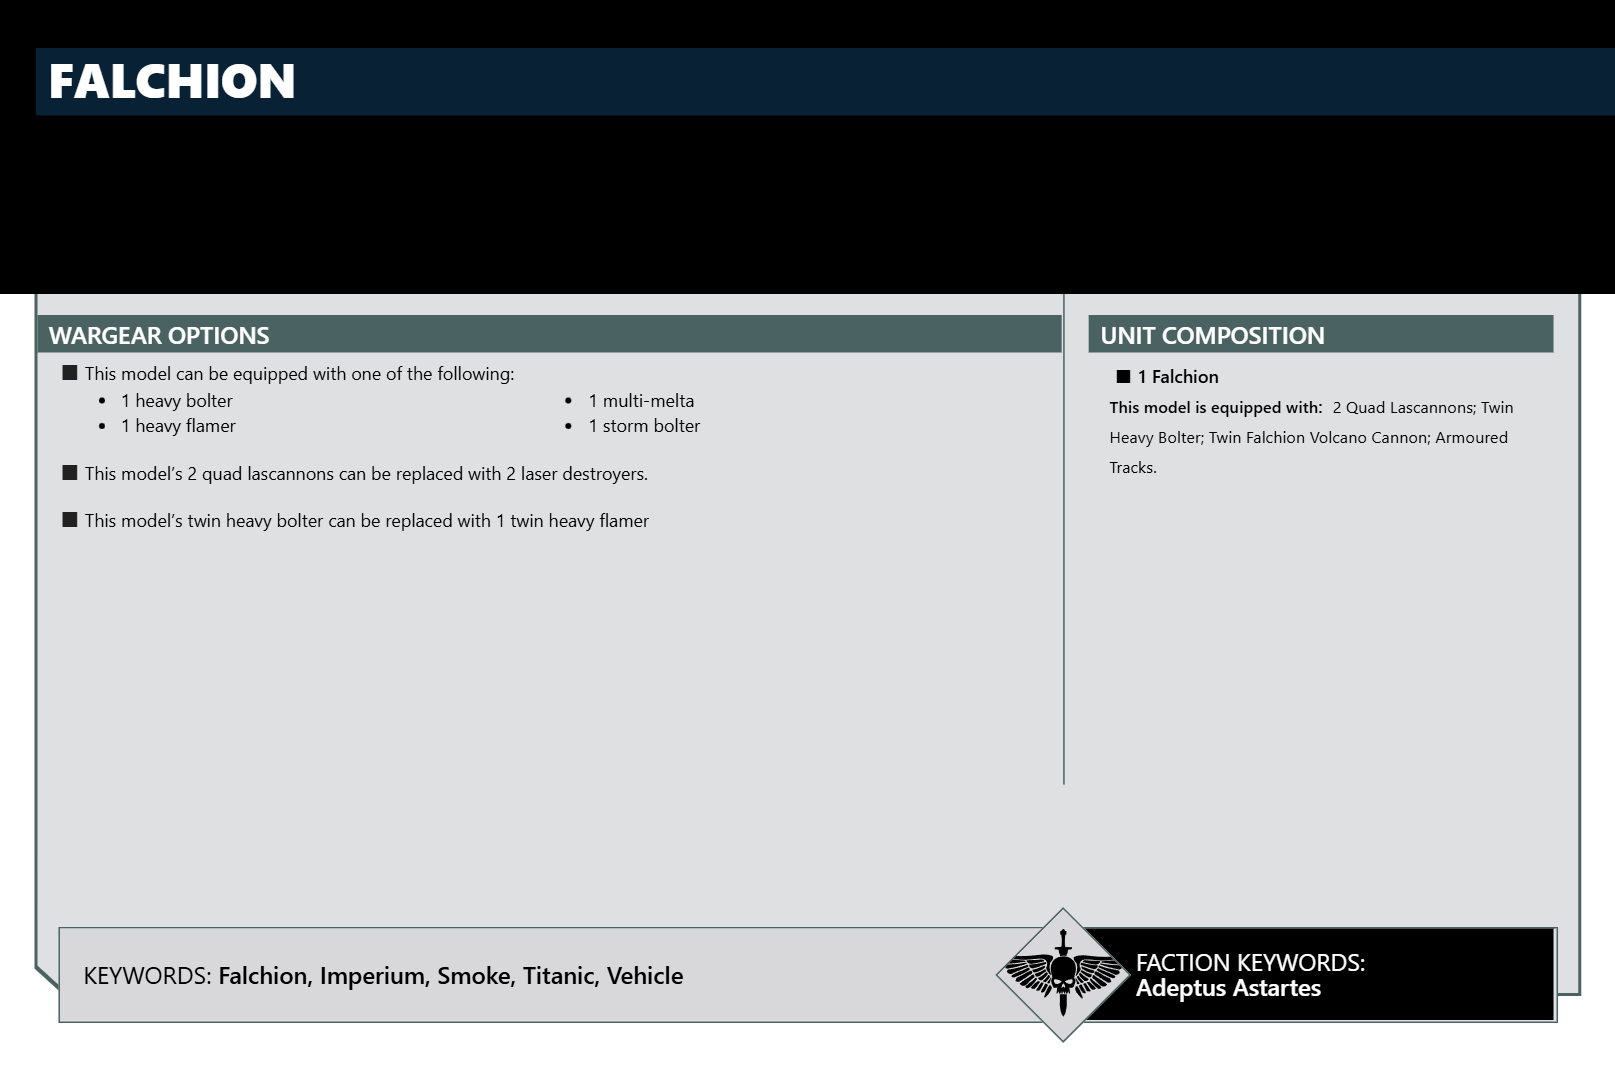 FALCHION
WARGEAR OPTIONS
■ This model can be equipped with one of the following:
• 1 heavy bolter
• 1 heavy flamer
• 1 multi-melta
• 1 storm bolter
■ This model’s 2 quad lascannons can be replaced with 2 laser destroyers.
■ This model’s twin heavy bolter can be replaced with 1 twin heavy flamer
UNIT COMPOSITION
■ 1 Falchion
This model is equipped with: 2 Quad Lascannons; Twin
Heavy Bolter; Twin Falchion Volcano Cannon; Armoured
Tracks.
KEYWORDS: Falchion, Imperium, Smoke, Titanic, Vehicle
FACTION KEYWORDS:
Adeptus Astartes